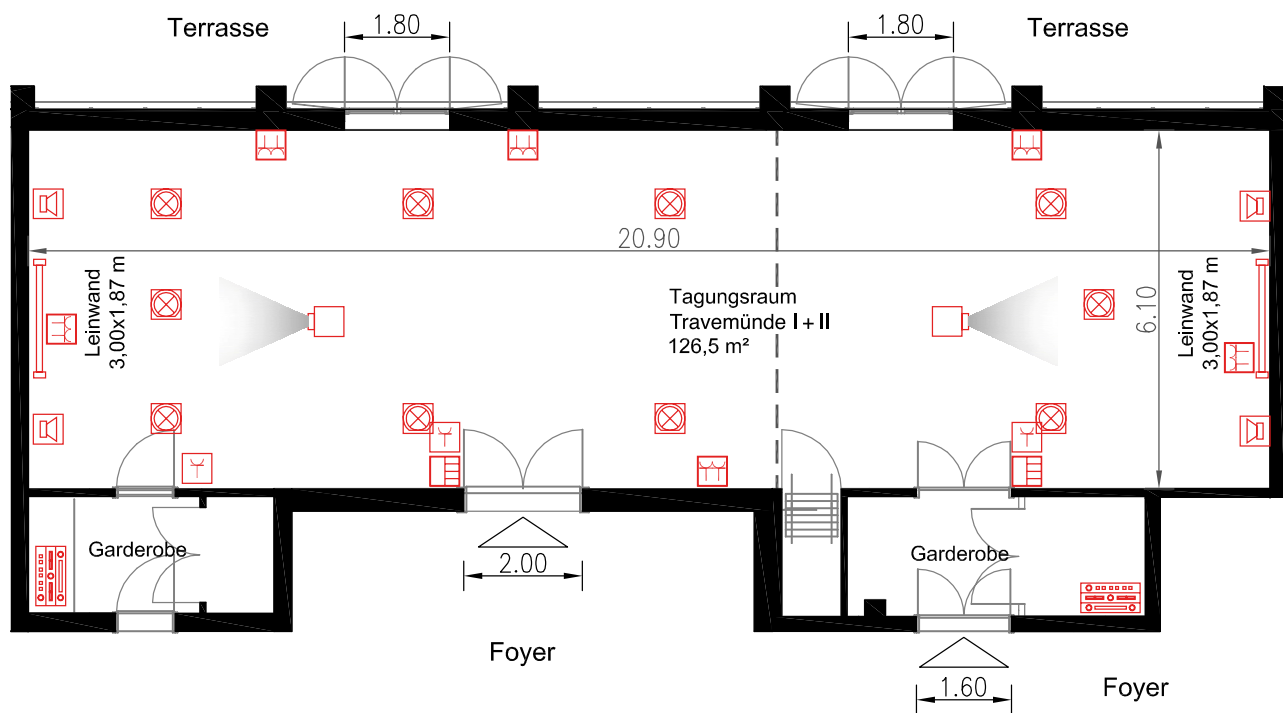 Terrasse
1.80
1.80
Terrasse
20.90
Leinwand
3,00x1,87 m
Tagungsraum
Travemünde I + II
126,5 m²
6.10
Leinwand
3,00x1,87 m
Garderobe
Garderobe
2.00
Foyer
1.60
Foyer